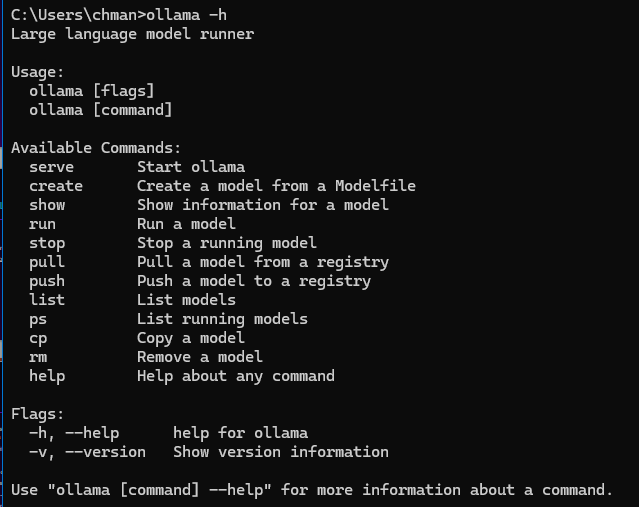 C:\Users\chman>ollama -h
Large language model runner

Usage:
  ollama [flags]
  ollama [command]

Available Commands:
  serve       Start ollama
  create      Create a model from a Modelfile
  show        Show information for a model
  run         Run a model
  stop        Stop a running model
  pull        Pull a model from a registry
  push        Push a model to a registry
  list        List models
  ps          List running models
  cp          Copy a model
  rm          Remove a model
  help        Help about any command

Flags:
  -h, --help      help for ollama
  -v, --version   Show version information

Use "ollama [command] --help" for more information about a command.